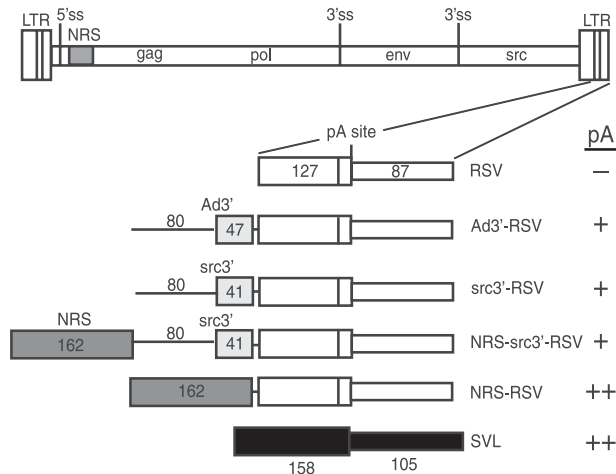 LTR 5'ss 3'ss 3'ss LTR
NRS
gag pol env src
pA site pA
127 87 RSV –
Ad3'
80 47 Ad3'-RSV +
src3'
80 41 src3'-RSV +
NRS src3'
162 80 41 NRS-src3'-RSV +
162 NRS-RSV ++
SVL ++
158 105